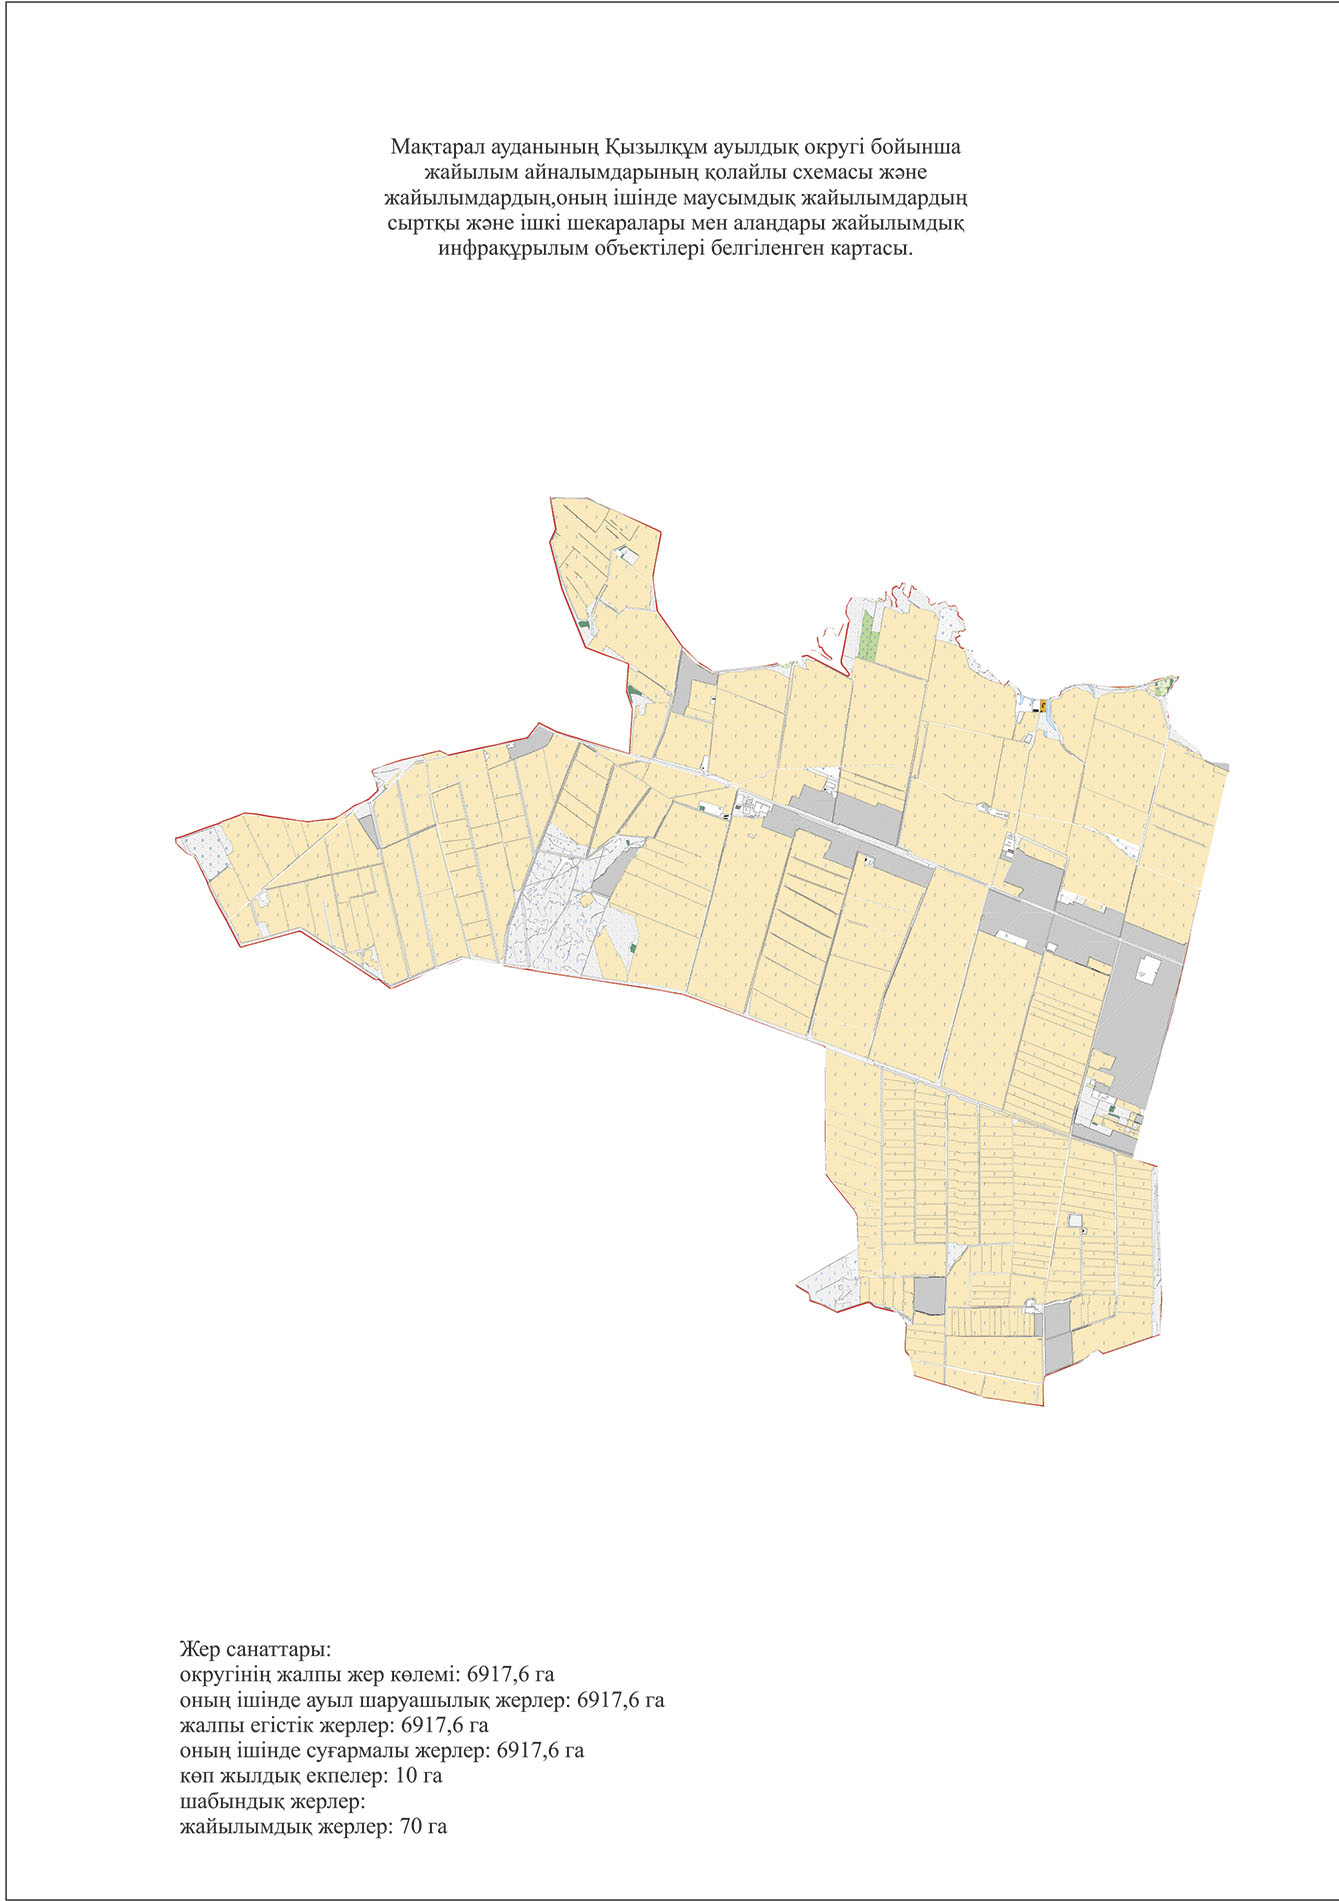 Мақтарал ауданының Қызылқұм ауылдық округі бойынша
жайылым айналымдарының қолайлы схемасы және
жайылымдардың,оның ішінде маусымдық жайылымдардың
сыртқы және ішкі шекаралары мен алаңдары жайылымдық
инфрақұрылым объектілері белгіленген картасы.
Жер санаттары:
округінің жалпы жер көлемі: 6917,6 га
оның ішінде ауыл шаруашылық жерлер: 6917,6 га
жалпы егістік жерлер: 6917,6 га
оның ішінде суғармалы жерлер: 6917,6 га
көп жылдық екпелер: 10 га
шабындық жерлер:
жайылымдық жерлер: 70 га